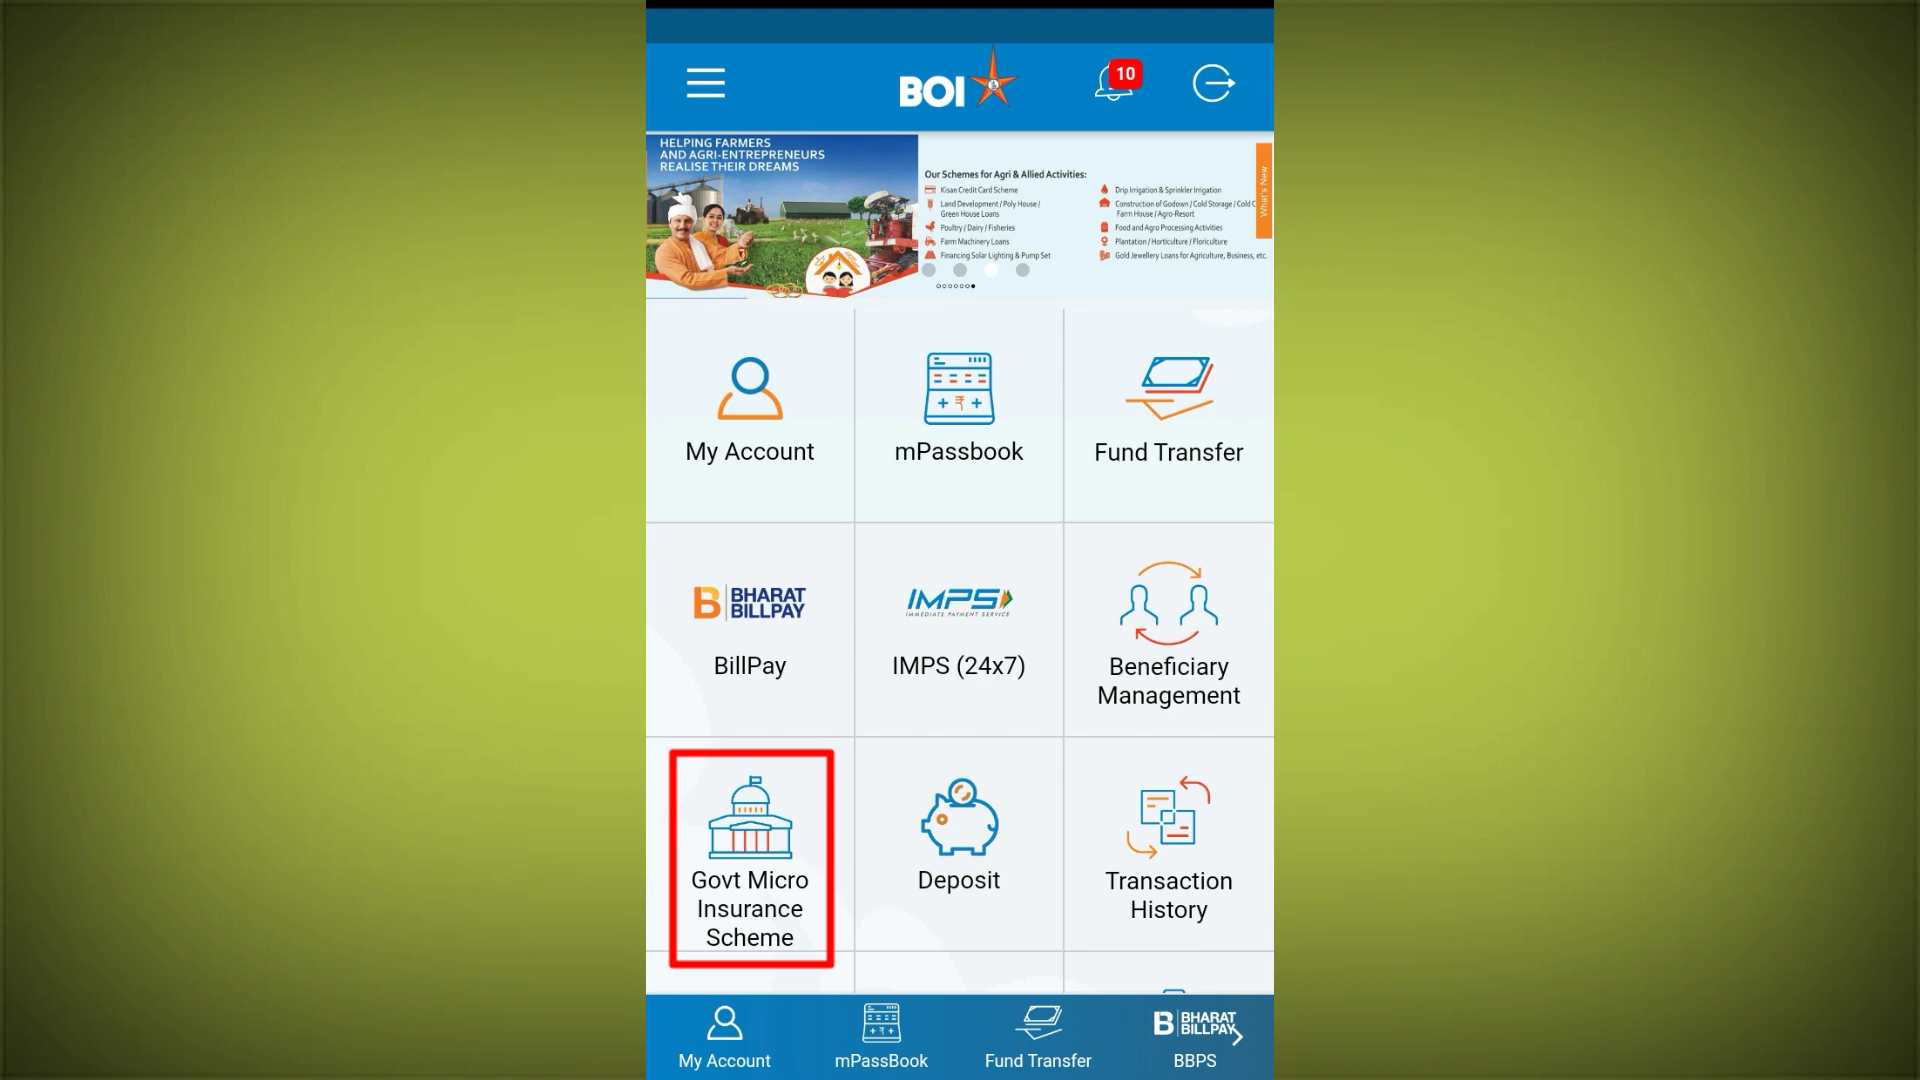 BOI
10
HELPING FARMERS
AND AGRI-ENTREPRENEURS
REALISE THEIR DREAMS
Our Schemes for Agri & Allied Activities:
Kisan Credit Card Scheme
Land Development / Poly House /
Green House Loans
Poultry / Dairy / Fisheries
Farm Machinery Loans
Financing Solar Lighting & Pump Set
Drip Irrigation & Sprinkler Irrigation
Construction of Godown / Cold Storage / Cold C
Farm House / Agro-Resort
Food and Agro Processing Activities
Plantation / Horticulture / Floriculture
Gold Jewellery Loans for Agriculture, Business, etc.
What's New
My Account
mPassbook
Fund Transfer
B BHARAT
BILLPAY
BillPay
IMPS
IMMEDIATE PAYMENT SERVICE
IMPS (24x7)
Beneficiary
Management
Govt Micro
Insurance
Scheme
Deposit
Transaction
History
My Account
mPassBook
Fund Transfer
B BHARAT
BILLPAY
BBPS